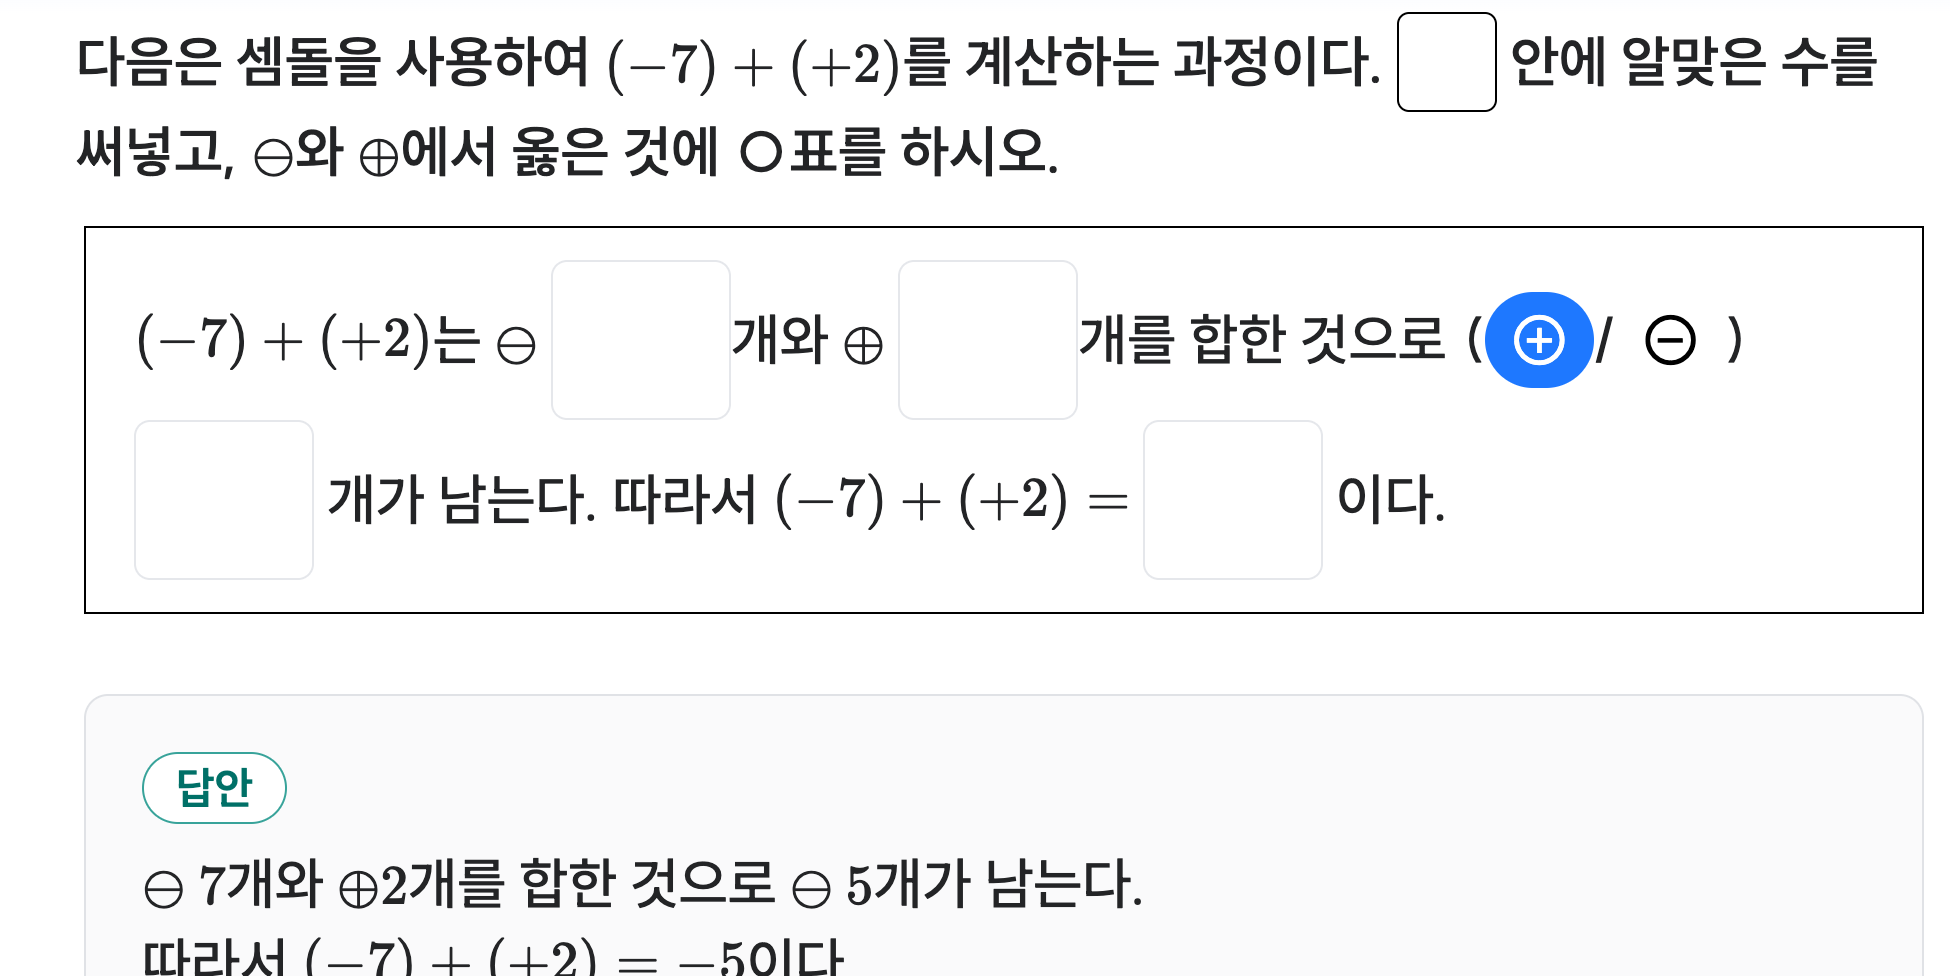 다음은 셈돌을 사용하여 (−7) + (+2)를 계산하는 과정이다. □ 안에 알맞은 수를
써넣고, ⊖와 ⊕에서 옳은 것에 ○표를 하시오.
(−7) + (+2)는 ⊖ □개와 ⊕ □개를 합한 것으로 (⊕/ ⊖ )
□ 개가 남는다. 따라서 (−7) + (+2) = □ 이다.
답안
⊖ 7개와 ⊕2개를 합한 것으로 ⊖ 5개가 남는다.
따라서 (−7) + (+2) = −5이다